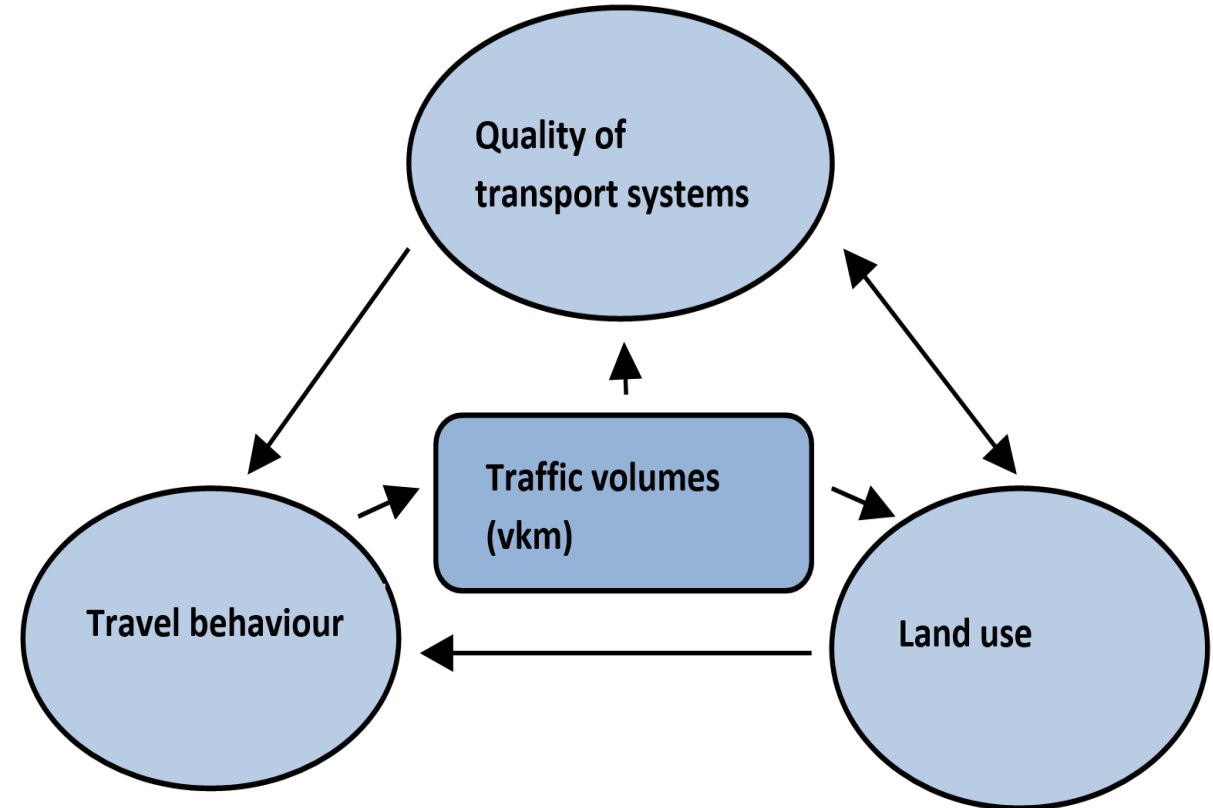 Quality of
transport systems
Traffic volumes
(vkm)
Travel behaviour
Land use